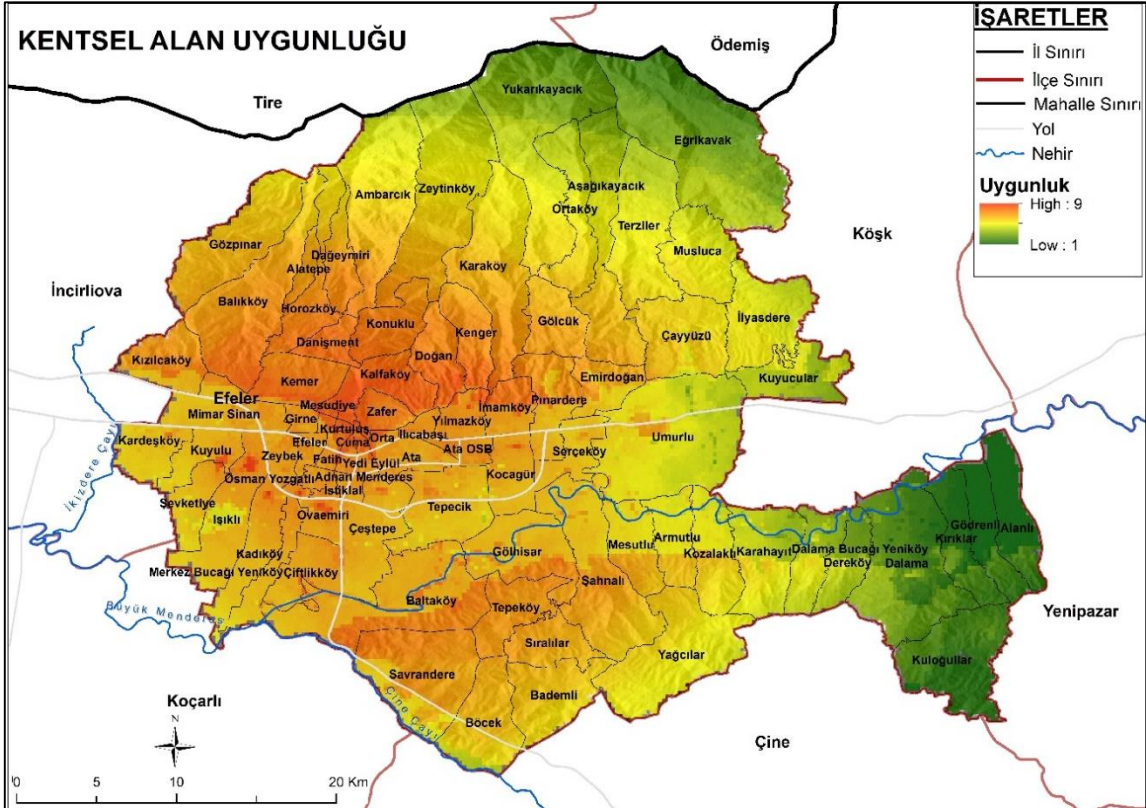 KENTSEL ALAN UYGUNLUĞU
Ödemiş
Tire
İŞARETLER
İl Sınırı
İlçe Sınırı
Mahalle Sınırı
Yol
Nehir
Uygunluk
High : 9
Low : 1
Yukarıkayacık
Eğrikavak
Ambarcık
Zeytinköy
Aşağıkayacık
Ortaköy
Terziler
Musluca
Köşk
Gözpınar
Dağeymiri
Alatepe
Karaköy
İncirliova
Balıkköy
Horozköy
Konuklu
Kenger
Gölcük
Çayyüzü
İlyasdere
Danişment
Doğan
Kızılcaköy
Kemer
Kalfaköy
Emirdoğan
Kuyucular
Efeler
Mimar Sinan
Mesudiye
Girne
Zafer
İmamköy
Pınardere
Yılmazköy
Kurtuluş
Kardeşköy
Kuyulu
Zeybek
Efeler
Cuma
Orta
Ilıcabaşı
Umurlu
Fatih
Yedi Eylül
Ata
Ata OSB
Serçeköy
Osman Yozgatlı
Adnan Menderes
İstiklal
Kocagür
İkizdere Çayı
Şevketiye
Işıklı
Ovaemiri
Çeştepe
Tepecik
Gödrenli
Alanlı
Kırıklar
Kadıköy
Gölhisar
Mesutlu
Armutlu
Kozalaklı
Karahayıt
Dalama Bucağı Yeniköy
Dereköy
Dalama
Merkez Bucağı Yeniköy
Çiftlikköy
Şahnalı
Baltaköy
Tepeköy
Büyük Menderes
Yenipazar
Sıralılar
Yağcılar
Kuloğullar
Savrandere
Bademli
Koçarlı
Çine Çayı
Böcek
Çine
N
0 5 10 20 Km